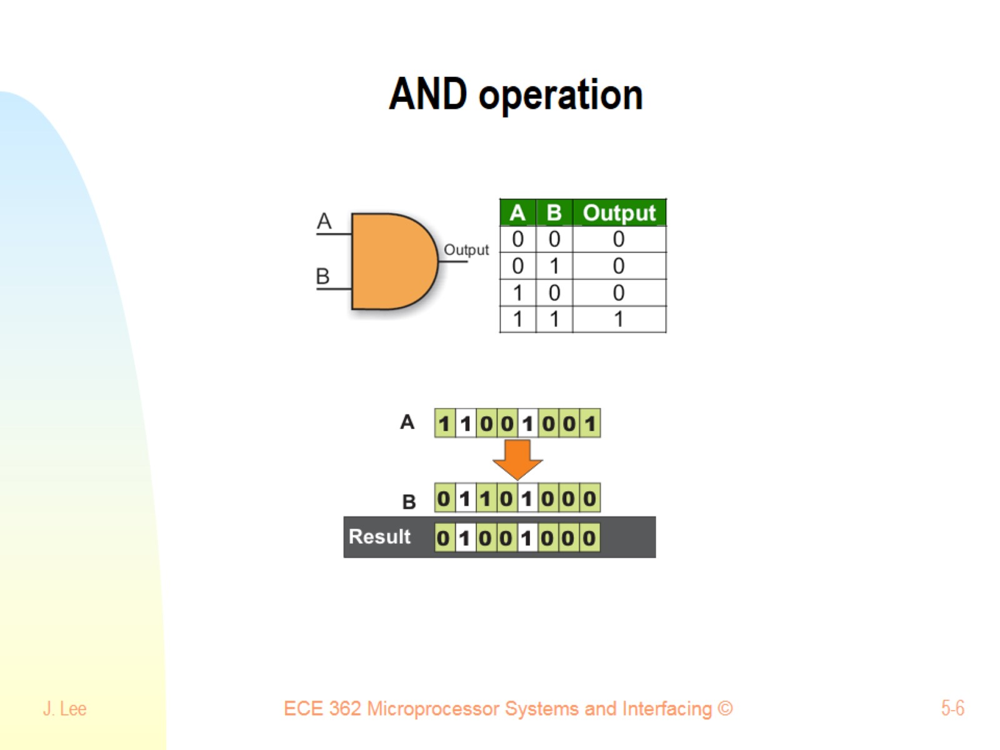 AND operation
A
B
Output
A B Output
0 0 0
0 1 0
1 0 0
1 1 1
A 1 1 0 0 1 0 0 1
B 0 1 1 0 1 0 0 0
Result 0 1 0 0 1 0 0 0
J. Lee
ECE 362 Microprocessor Systems and Interfacing ©
5-6